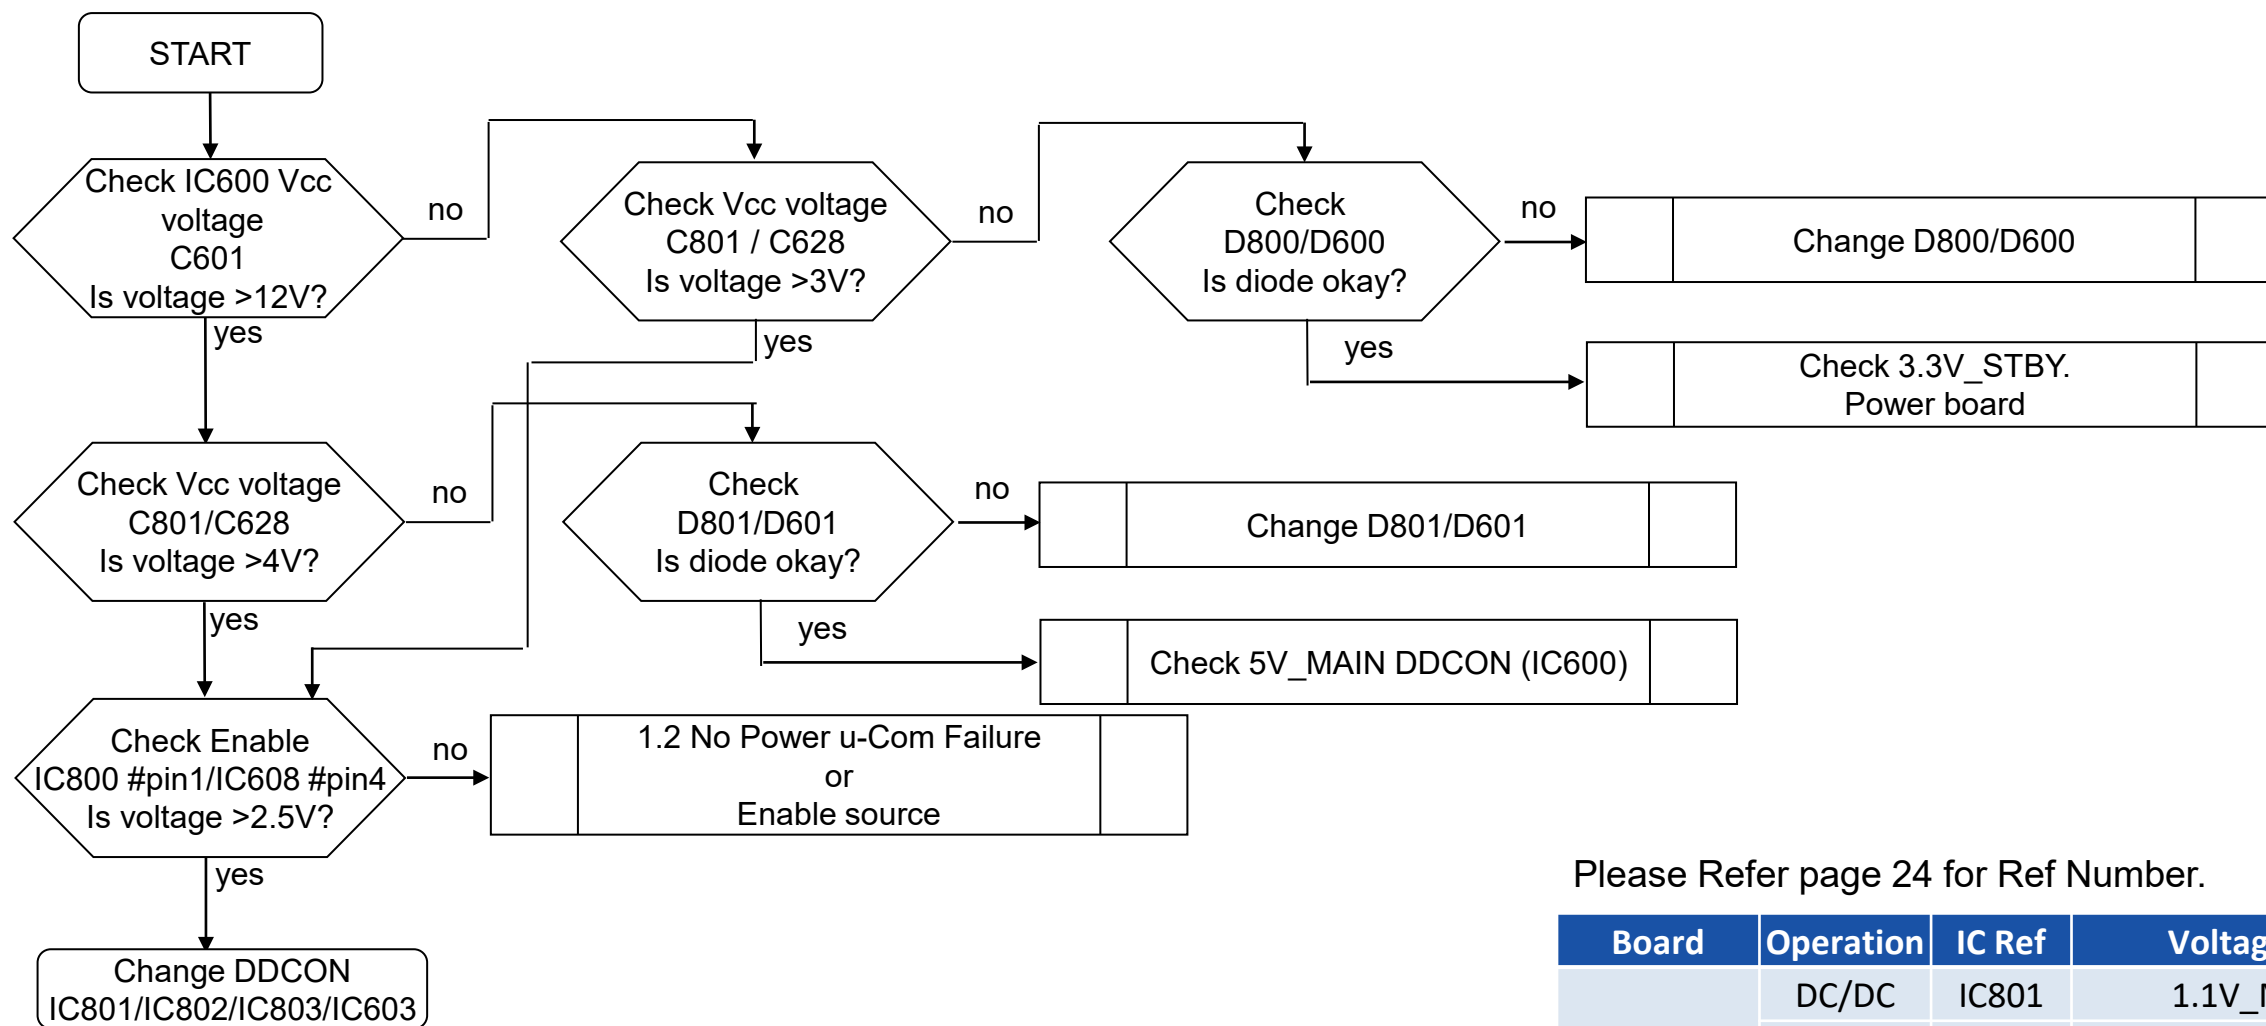 START
Check IC600 Vcc
voltage
C601
Is voltage >12V?
no
yes
Check Vcc voltage
C801 / C628
Is voltage >3V?
no
yes
Check
D800/D600
Is diode okay?
no
yes
Change D800/D600
Check 3.3V_STBY.
Power board
Check Vcc voltage
C801/C628
Is voltage >4V?
no
yes
Check
D801/D601
Is diode okay?
no
yes
Change D801/D601
Check 5V_MAIN DDCON (IC600)
Check Enable
IC800 #pin1/IC608 #pin4
Is voltage >2.5V?
no
yes
1.2 No Power u-Com Failure
or
Enable source
Change DDCON
IC801/IC802/IC803/IC603
Please Refer page 24 for Ref Number.
Board Operation IC Ref
DC/DC IC801